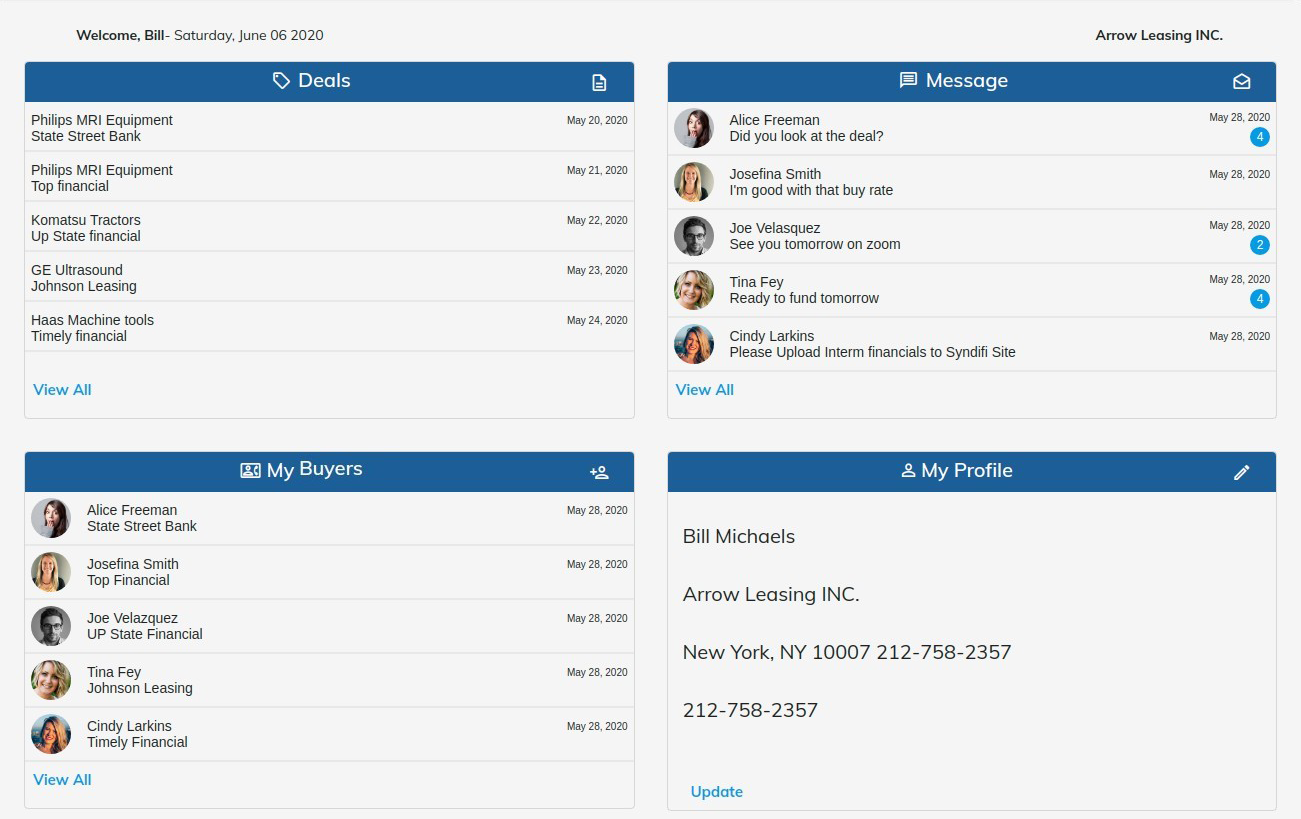 Welcome, Bill- Saturday, June 06 2020
Arrow Leasing INC.
Deals
Philips MRI Equipment
May 20, 2020
State Street Bank
Philips MRI Equipment
May 21, 2020
Top financial
Komatsu Tractors
May 22, 2020
Up State financial
GE Ultrasound
May 23, 2020
Johnson Leasing
Haas Machine tools
May 24, 2020
Timely financial
View All
Message
Alice Freeman
May 28, 2020
Did you look at the deal?
4
Josefina Smith
May 28, 2020
I'm good with that buy rate
Joe Velasquez
May 28, 2020
See you tomorrow on zoom
2
Tina Fey
May 28, 2020
Ready to fund tomorrow
4
Cindy Larkins
May 28, 2020
Please Upload Interm financials to Syndifi Site
View All
My Buyers
Alice Freeman
May 28, 2020
State Street Bank
Josefina Smith
May 28, 2020
Top Financial
Joe Velazquez
May 28, 2020
UP State Financial
Tina Fey
May 28, 2020
Johnson Leasing
Cindy Larkins
May 28, 2020
Timely Financial
View All
My Profile
Bill Michaels
Arrow Leasing INC.
New York, NY 10007 212-758-2357
212-758-2357
Update